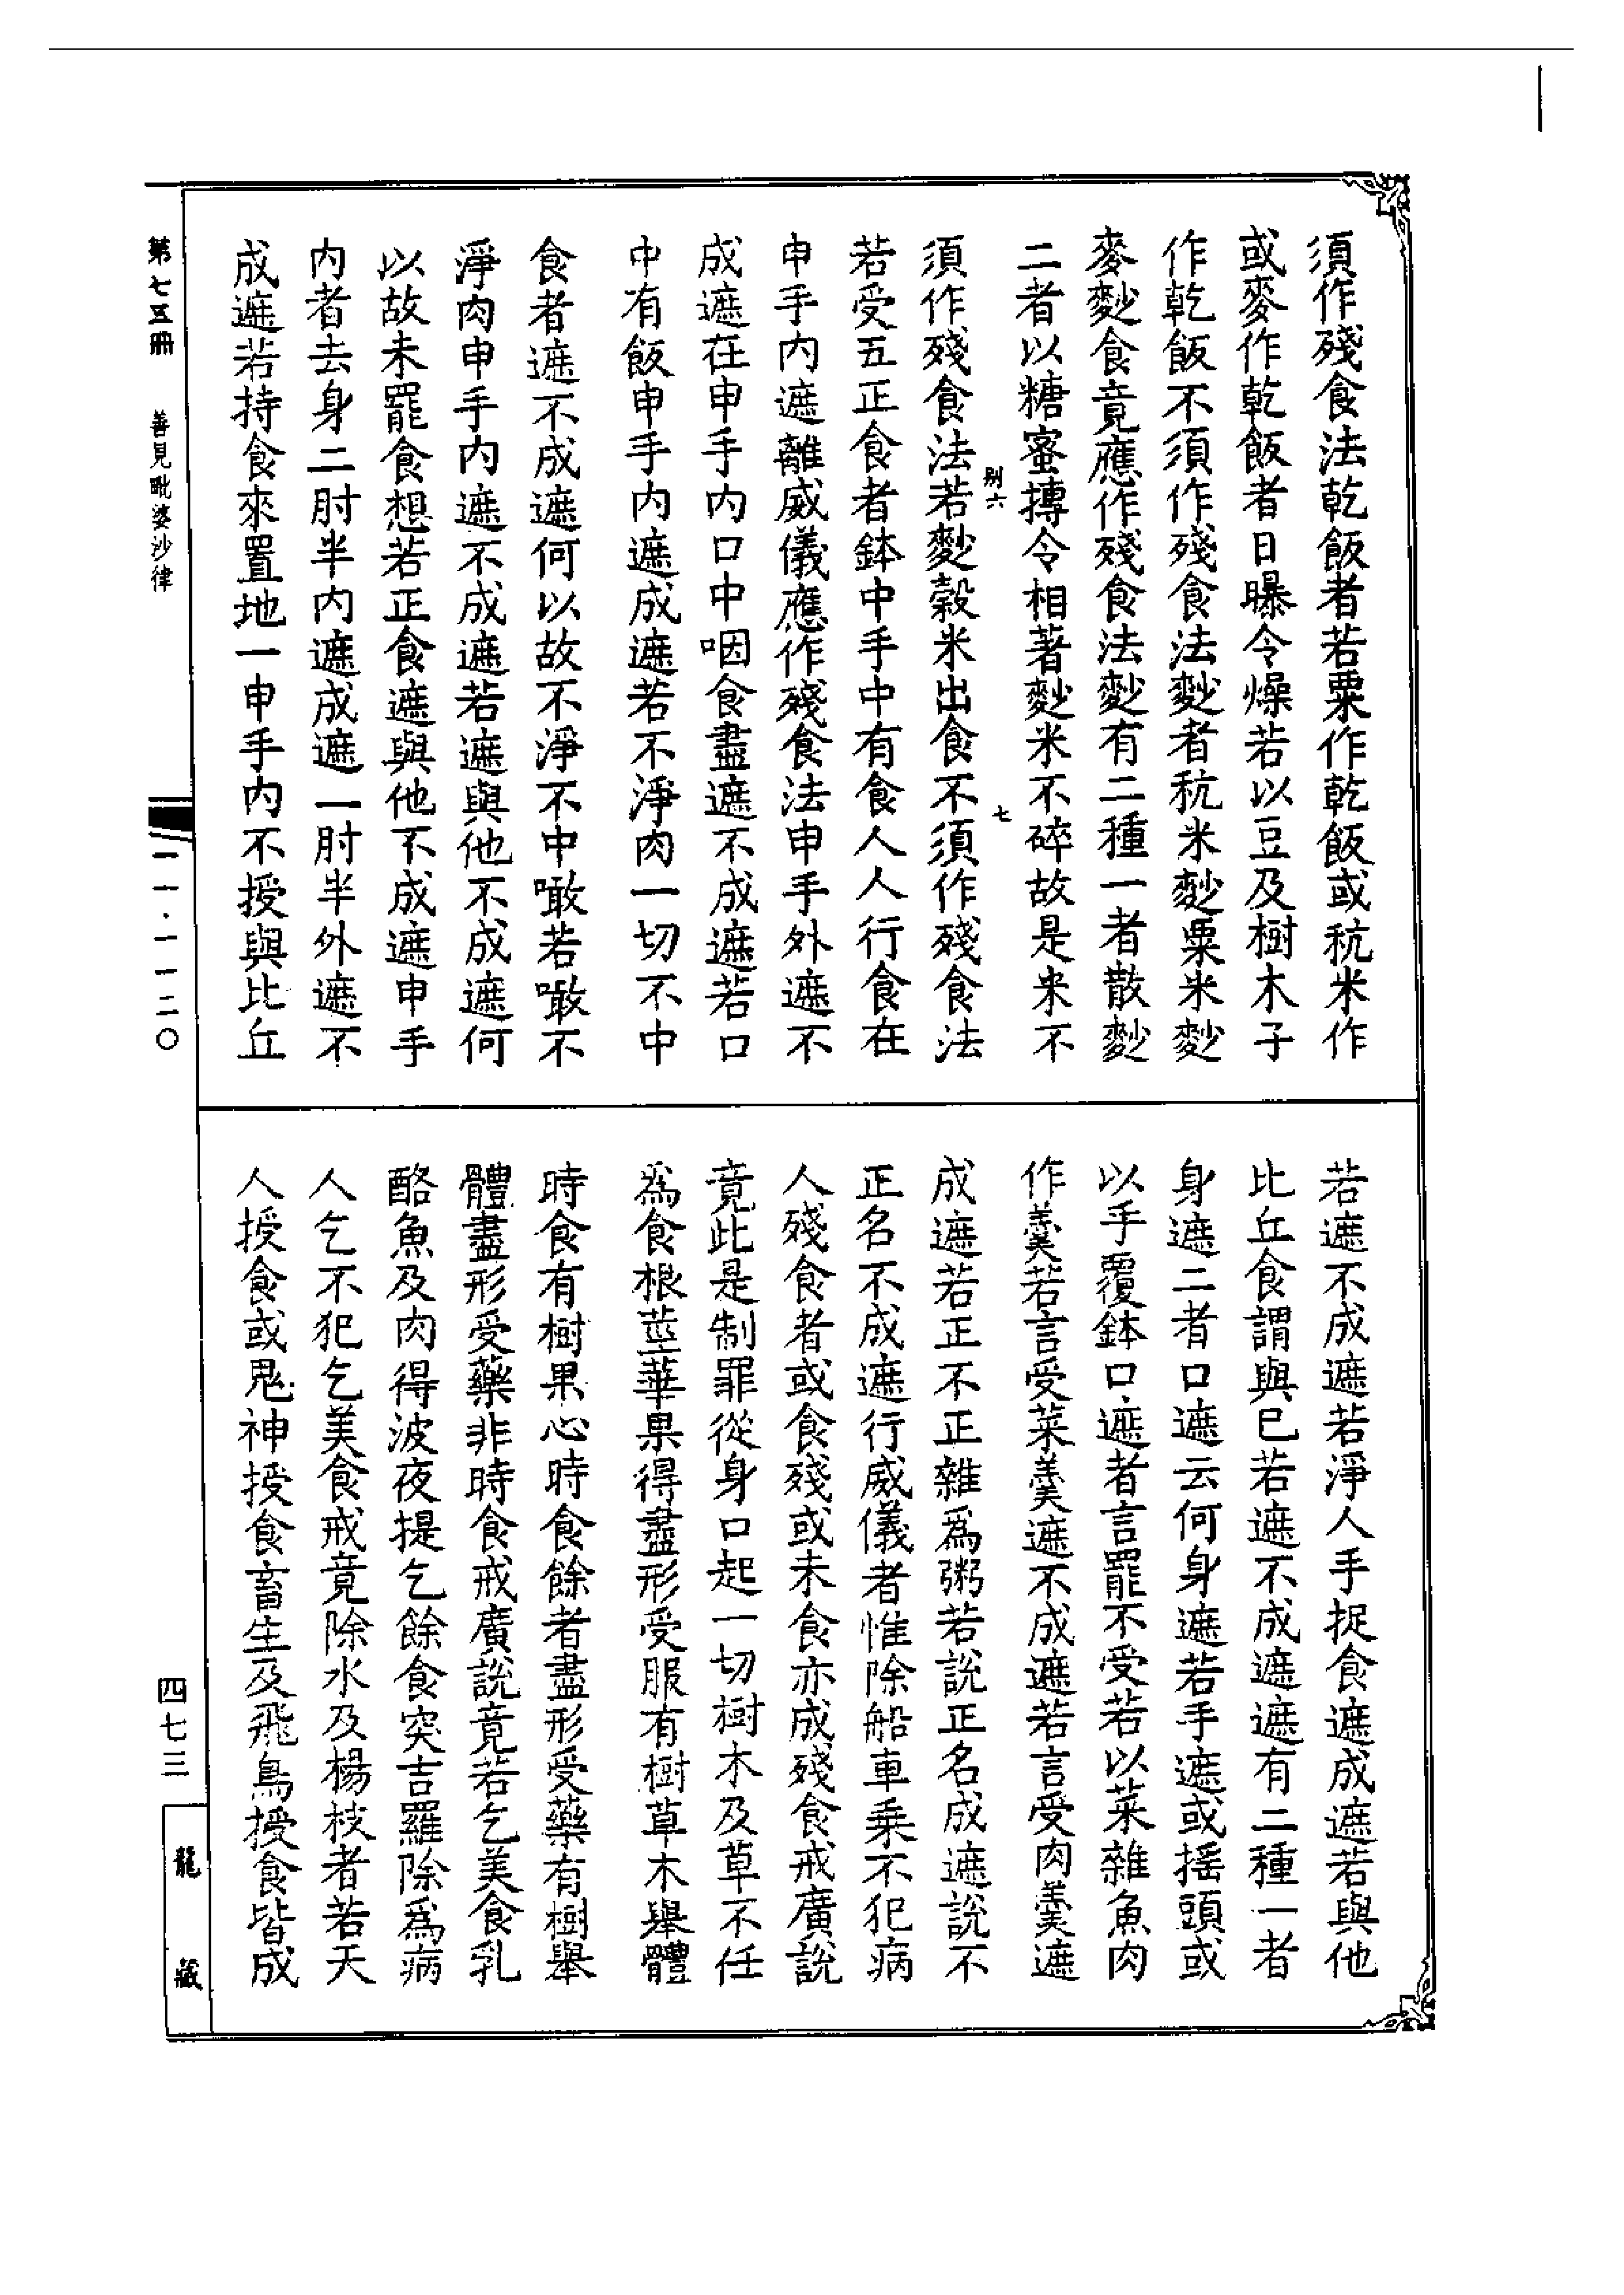 須作殘食法乾飯者若粟作乾飯或秔米作
或麥作乾飯者日曝令燥若以豆及樹木子
作乾飯不須作殘食法麨者秔米麨粟米麨
麥麨食竟應作殘食法麨有二種一者散麨
二者以糖蜜摶令相著麨米不碎故是米不
别六
七
須作殘食法若麨穀米出食不須作殘食法
若受五正食者鉢中手中有食人人行食在
申手內遮離威儀應作殘食法申手外遮不
成遮在申手內口中咽食盡遮不成遮若口
中有飯申手內遮成遮若不淨肉一切不中
食者遮不成遮何以故不淨不中噉若噉不
淨肉申手內遮不成遮若遮與他不成遮何
以故未罷食想若正食遮與他不成遮申手
內者去身二肘半內遮成遮一肘半外遮不
成遮若持食來置地一申手內不授與比丘
若遮不成遮若淨人手捉食遮成遮若與他
比丘食謂與巳若遮不成遮遮有二種一者
身遮二者口遮云何身遮若手遮或搖頭或
以手覆鉢口遮者言罷不受若以菜雜魚肉
作羹若言受菜羹遮不成遮若言受肉羹遮
成遮若正不正雜爲粥若說正名成遮說不
正名不成遮行威儀者惟除船車乘不犯病
人殘食者或食殘或未食亦成殘食戒廣說
竟此是制罪從身口起一切樹木及草不任
爲食根莖華果得盡形受服有樹草木舉體
時食有樹果心時食餘者盡形受藥有樹舉
體盡形受藥非時食戒廣說竟若乞美食乳
酪魚及肉得波夜提乞餘食突吉羅除爲病
人乞不犯乞美食戒竟除水及楊枝者若天
人授食或鬼神授食畜生及飛鳥授食皆成
第七五冊　善見毗婆沙律
一一·一一二〇
四七三
龍藏